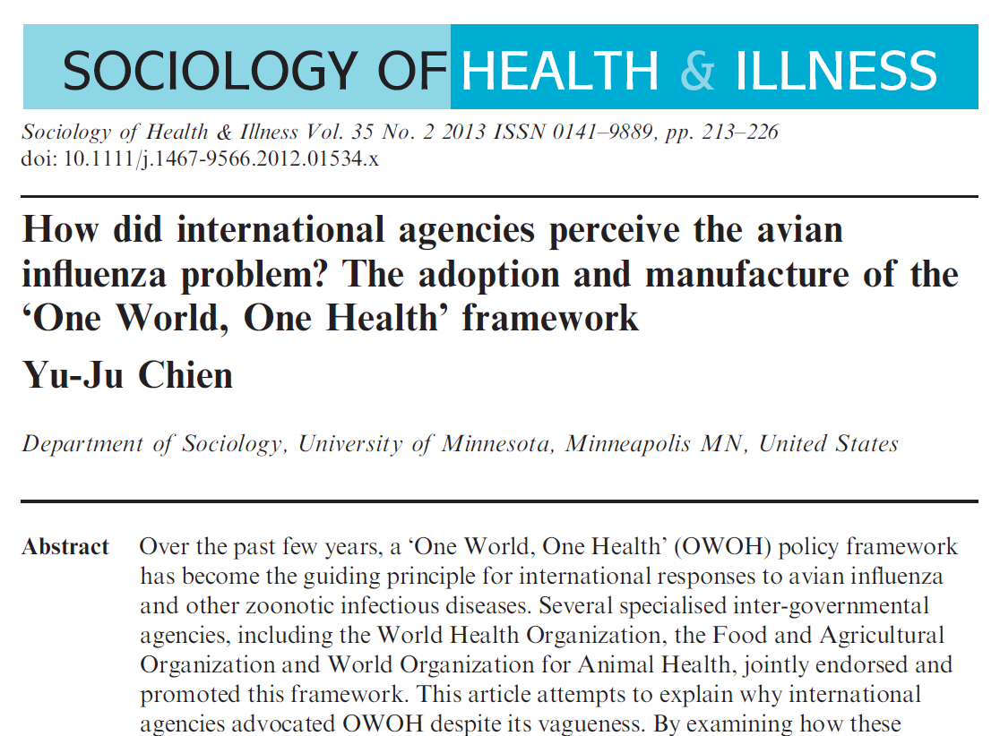 SOCIOLOGY OF HEALTH & ILLNESS
Sociology of Health & Illness Vol. 35 No. 2 2013 ISSN 0141–9889, pp. 213–226
doi: 10.1111/j.1467-9566.2012.01534.x
How did international agencies perceive the avian
influenza problem? The adoption and manufacture of the
‘One World, One Health’ framework
Yu-Ju Chien
Department of Sociology, University of Minnesota, Minneapolis MN, United States
Abstract Over the past few years, a ‘One World, One Health’ (OWOH) policy framework
has become the guiding principle for international responses to avian influenza
and other zoonotic infectious diseases. Several specialised inter-governmental
agencies, including the World Health Organization, the Food and Agricultural
Organization and World Organization for Animal Health, jointly endorsed and
promoted this framework. This article attempts to explain why international
agencies advocated OWOH despite its vagueness. By examining how these